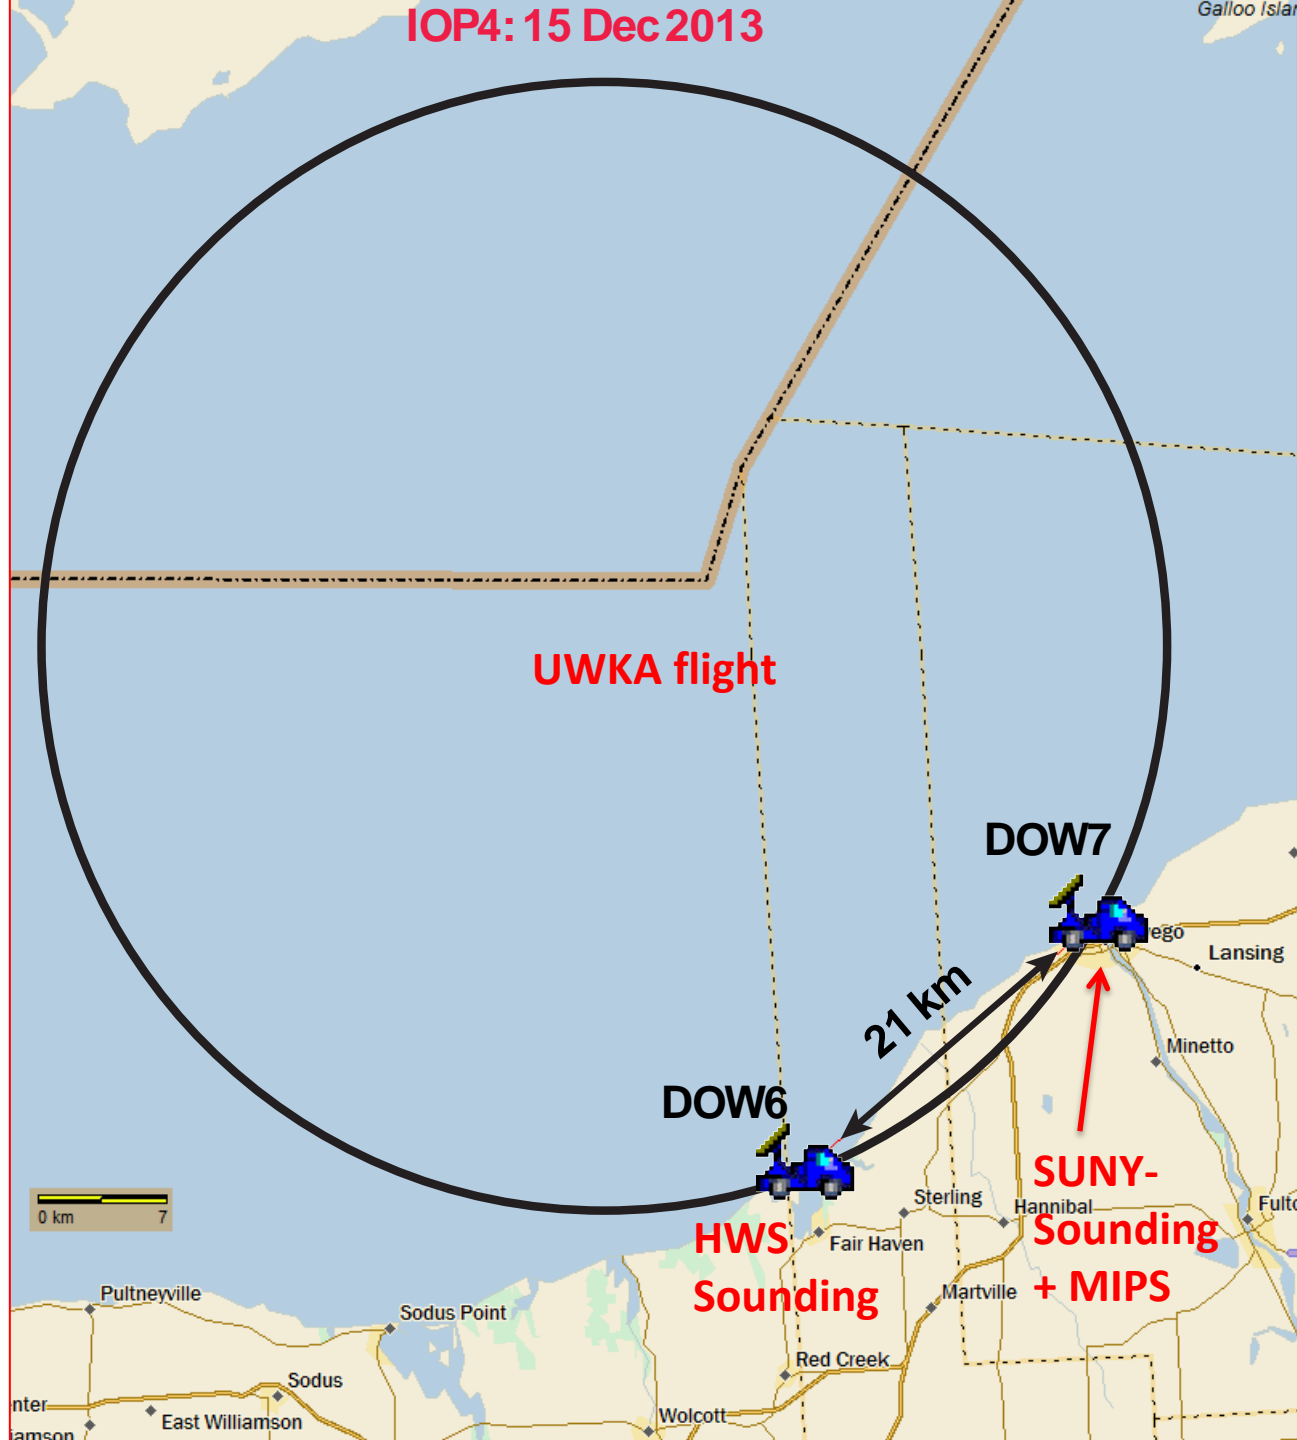 Galloo Islan
IOP4: 15 Dec 2013
UWKA flight
DOW7
ego
Lansing
21 km
Minetto
DOW6
SUNY-
Sounding
+ MIPS
0 km 7
Sterling
Hannibal
Fulto
HWS
Sounding
Fair Haven
Pultneyville
Sodus Point
Martville
Red Creek
Sodus
nter
East Williamson
Wolcott
iamson